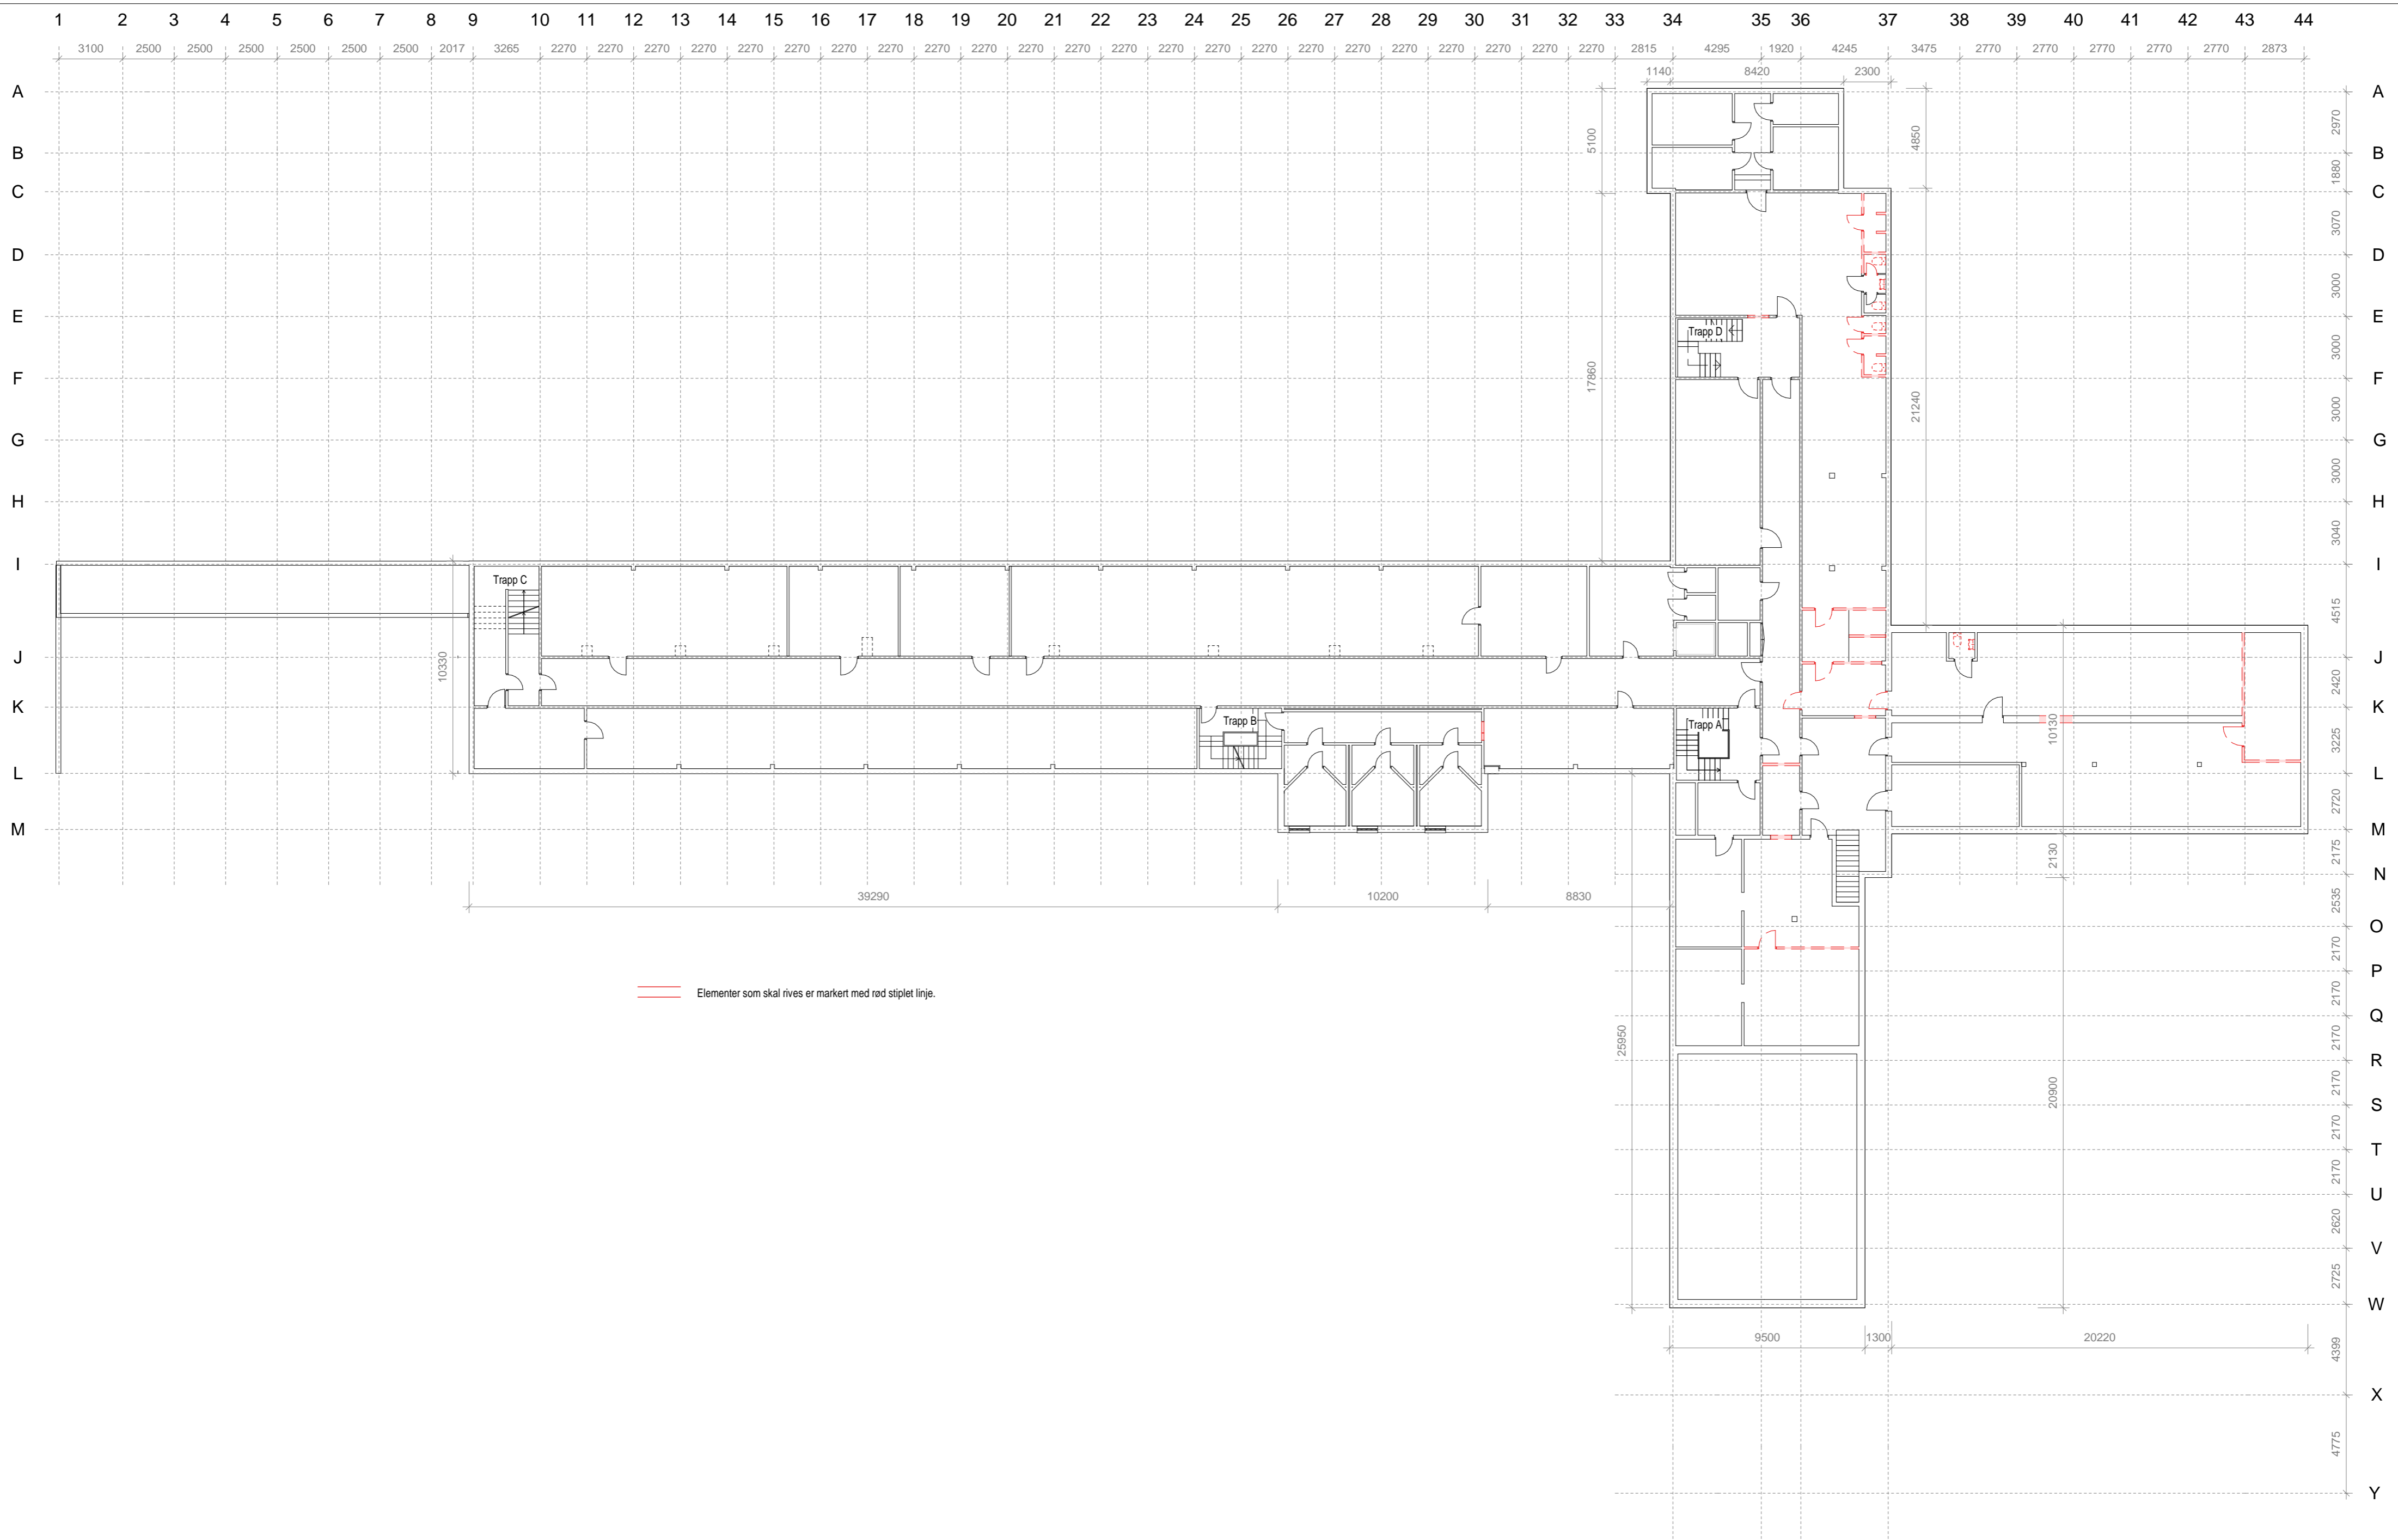 1 2 3 4 5 6 7 8 9 10 11 12 13 14 15 16 17 18 19 20 21 22 23 24 25 26 27 28 29 30 31 32 33 34 35 36 37 38 39 40 41 42 43 44
3100 2500 2500 2500 2500 2500 2500 2017 3265 2270 2270 2270 2270 2270 2270 2270 2270 2270 2270 2270 2270 2270 2270 2270 2270 2270 2270 2270 2270 2270 2270 2270 2815 4295 1920 4245 3475 2770 2770 2770 2770 2770 2873
1140 8420 2300
A A
2970
5100 4850
B B
1880
C C
3070
D D
3000
E E
Trapp D
3000
F F
17860
21240 3000
G G
3000
H H
3040
I I
Trapp C
4515
J J
10330
2420
K K
Trapp B Trapp A
10130
3225
L L
2720
M M
2130 2175
N N
39290 10200 8830
2535
O O
2170
P
Elementer som skal rives er markert med rød stiplet linje.
2170
Q
25950
2170
R
20900
2170
S
2170
T
2170
U
2620
V
2725
W
9500 1300 20220
4399
X
4775
Y